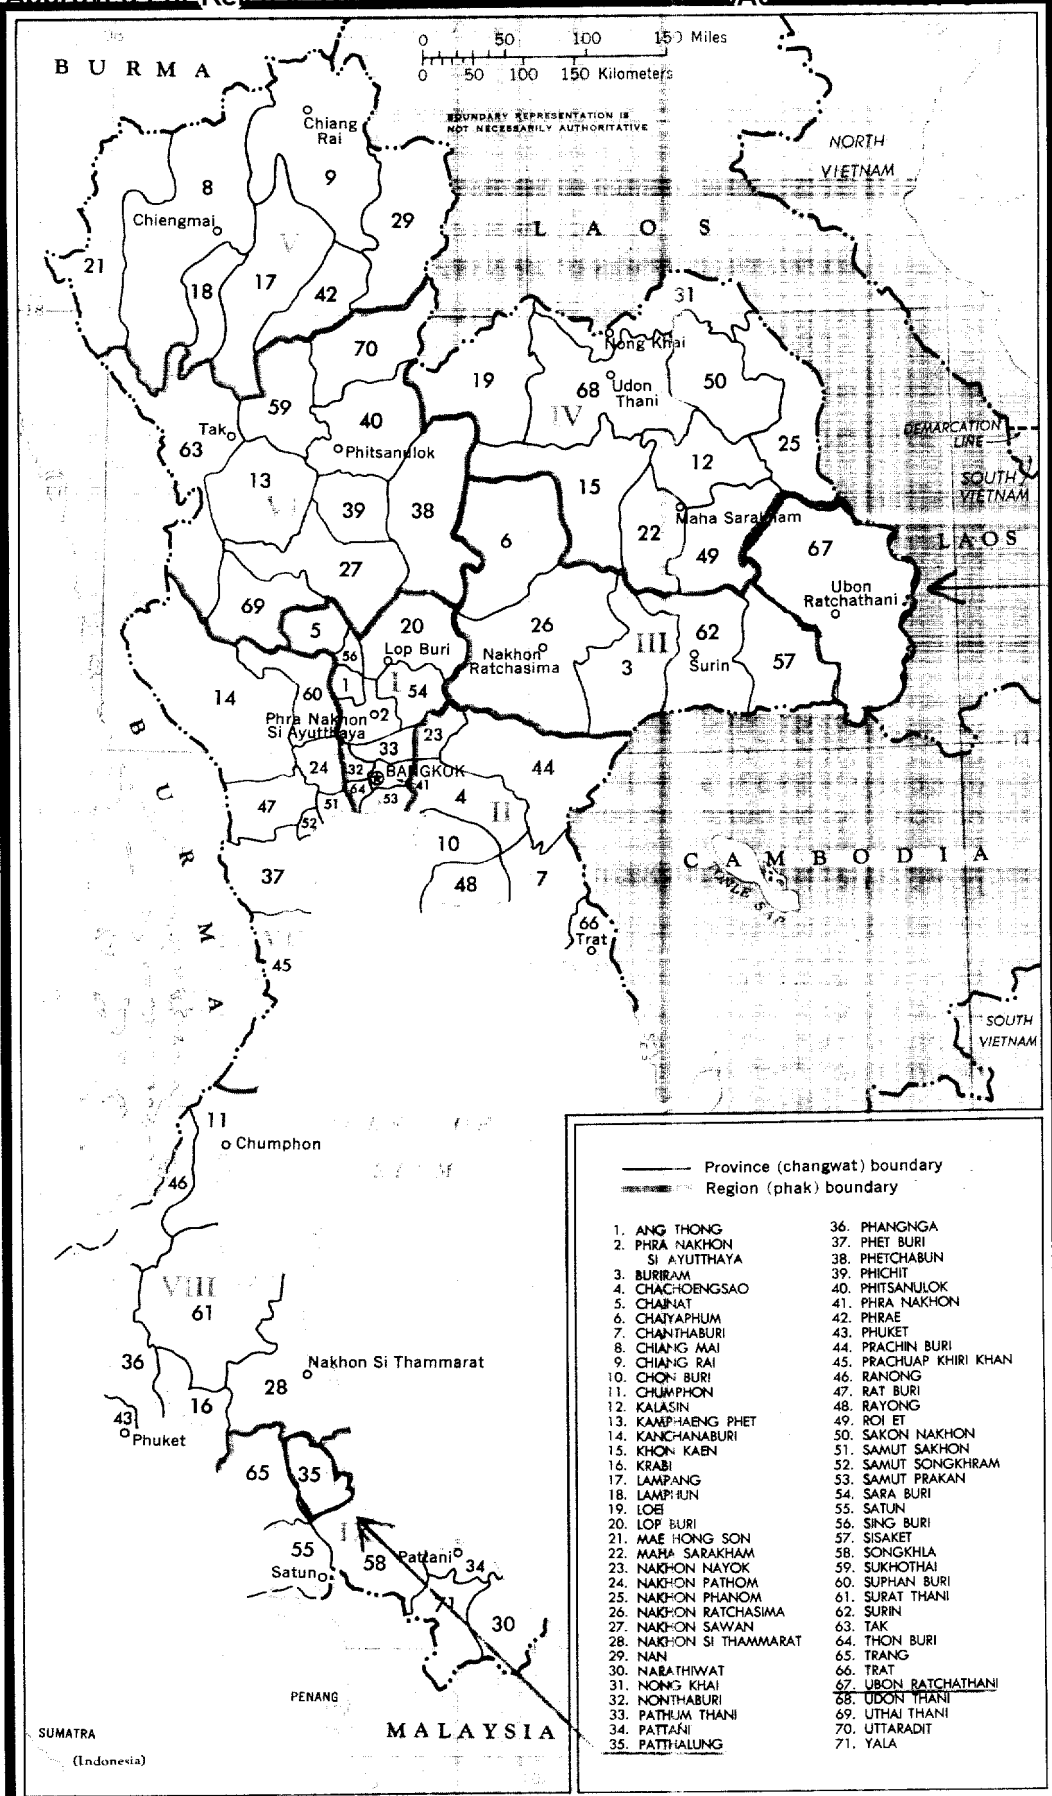 BURMA
0 50 100 150 Miles
0 50 100 150 Kilometers
BOUNDARY REPRESENTATION IS
NOT NECESSARILY AUTHORITATIVE
Chiang
Rai
NORTH
VIETNAM
8
9
Chiengmai
29
LAOS
V
21
17
18
42
31
70
Nong Khai
19
68
Udon
Thani
50
59
40
IV
Tak
63
Phitsanulok
25
DEMARCATION
LINE
12
13
15
SOUTH
VIETNAM
39
38
Maha Sarakham
6
22
49
67
LAOS
27
Ubon
Ratchathani
69
5
20
26
62
56
Lop Buri
Nakhon
Ratchasima
III
Surin
57
3
14
60
1
I
54
Phra Nakhon
Si Ayutthaya
2
23
33
24
32
BANGKOK
44
64
41
51
53
4
47
52
II
BURMA
10
CAMBODIA
37
48
7
TONLE SAP
66
Trat
45
SOUTH
VIETNAM
11
Chumphon
46
VIII
61
36
Nakhon Si Thammarat
28
16
43
Phuket
65
35
55
58
Pattani
34
Satun
71
30
PENANG
SUMATRA
(Indonesia)
MALAYSIA
Province (changwat) boundary
Region (phak) boundary
1. ANG THONG
2. PHRA NAKHON
SI AYUTTHAYA
3. BURIRAM
4. CHACHOENGSAO
5. CHAINAT
6. CHAIYAPHUM
7. CHANTHABURI
8. CHIANG MAI
9. CHIANG RAI
10. CHON BURI
11. CHUMPHON
12. KALASIN
13. KAMPHAENG PHET
14. KANCHANABURI
15. KHON KAEN
16. KRABI
17. LAMPANG
18. LAMPHUN
19. LOEI
20. LOP BURI
21. MAE HONG SON
22. MAHA SARAKHAM
23. NAKHON NAYOK
24. NAKHON PATHOM
25. NAKHON PHANOM
26. NAKHON RATCHASIMA
27. NAKHON SAWAN
28. NAKHON SI THAMMARAT
29. NAN
30. NARATHIWAT
31. NONG KHAI
32. NONTHABURI
33. PATHUM THANI
34. PATTANI
35. PATTHALUNG
36. PHANGNGA
37. PHET BURI
38. PHETCHABUN
39. PHICHIT
40. PHITSANULOK
41. PHRA NAKHON
42. PHRAE
43. PHUKET
44. PRACHIN BURI
45. PRACHUAP KHIRI KHAN
46. RANONG
47. RAT BURI
48. RAYONG
49. ROI ET
50. SAKON NAKHON
51. SAMUT SAKHON
52. SAMUT SONGKHRAM
53. SAMUT PRAKAN
54. SARA BURI
55. SATUN
56. SING BURI
57. SISAKET
58. SONGKHLA
59. SUKHOTHAI
60. SUPHAN BURI
61. SURAT THANI
62. SURIN
63. TAK
64. THON BURI
65. TRANG
66. TRAT
67. UBON RATCHATHANI
68. UDON THANI
69. UTHAI THANI
70. UTTARADIT
71. YALA